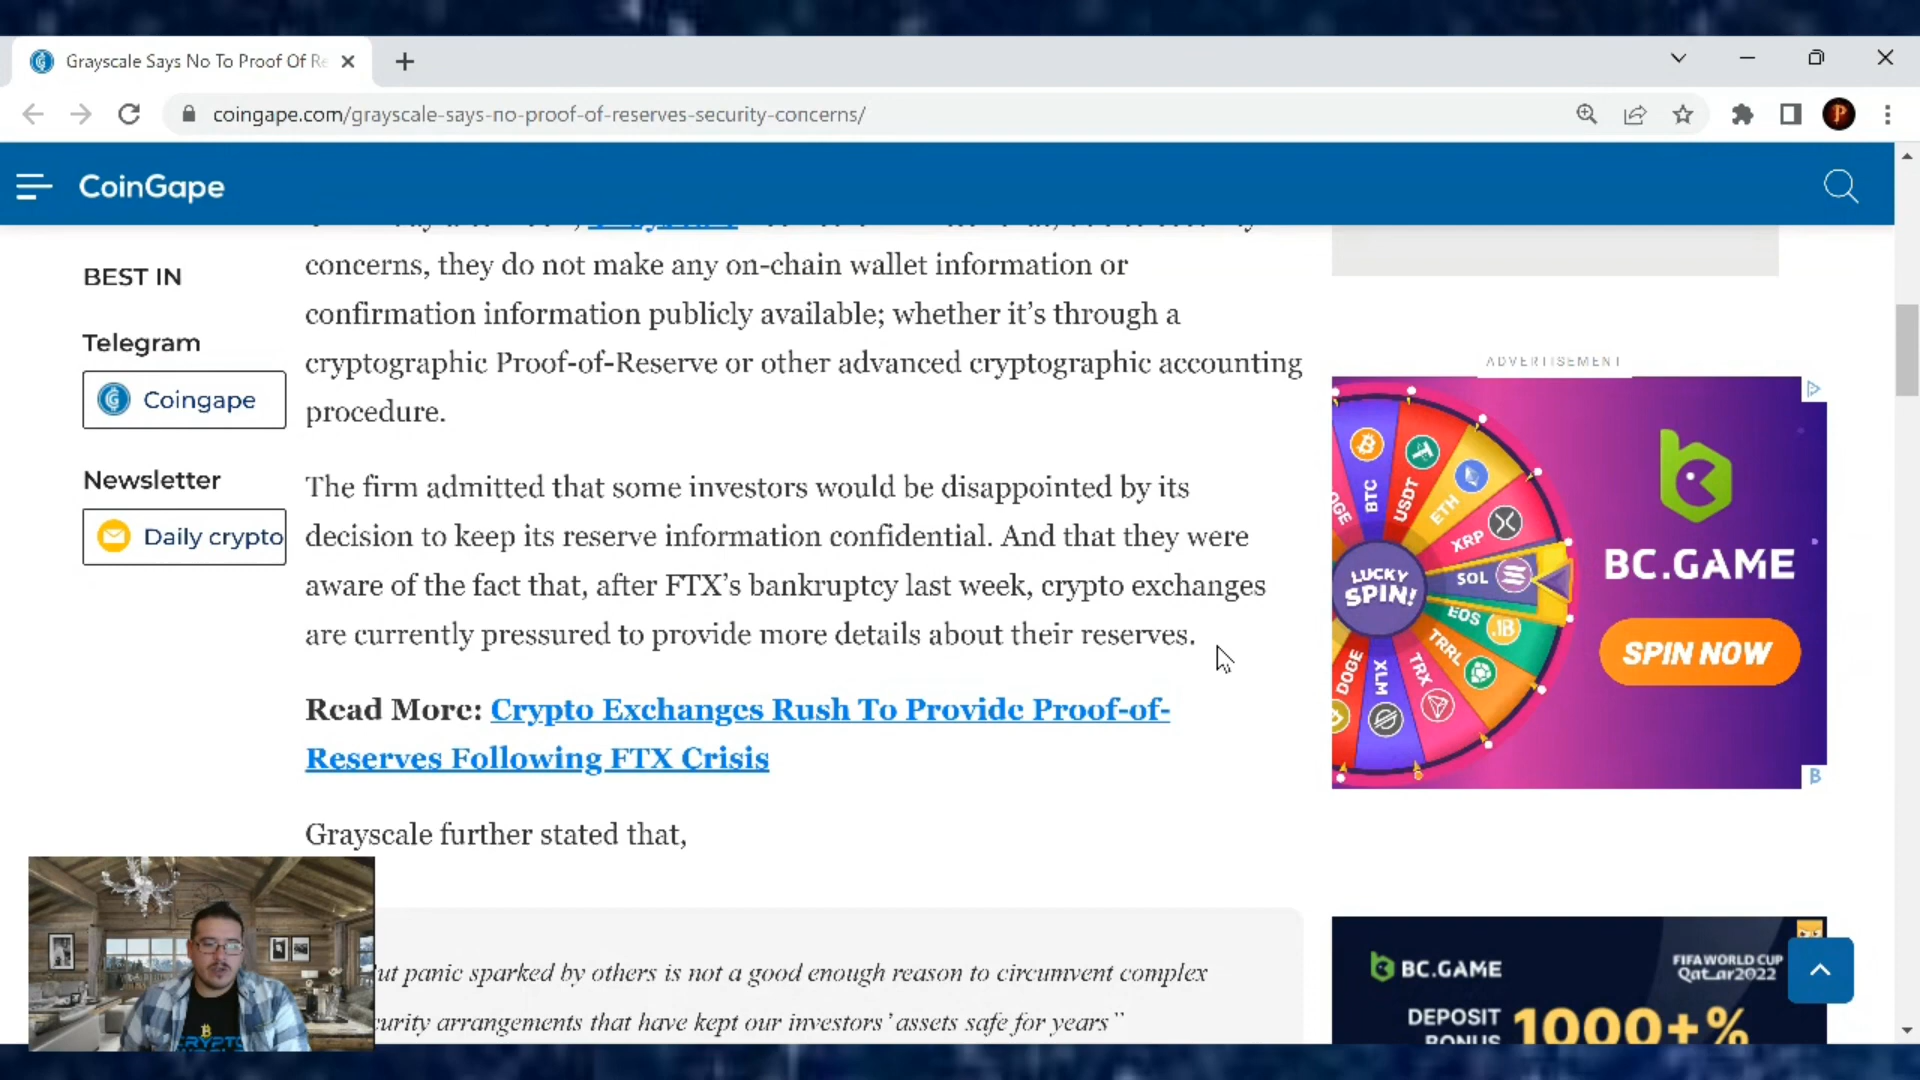 Grayscale Says No To Proof Of Re
coingape.com/grayscale-says-no-proof-of-reserves-security-concerns/
CoinGape
BEST IN
Telegram
Coingape
Newsletter
Daily crypto
concerns, they do not make any on-chain wallet information or
confirmation information publicly available; whether it's through a
cryptographic Proof-of-Reserve or other advanced cryptographic accounting
procedure.
The firm admitted that some investors would be disappointed by its
decision to keep its reserve information confidential. And that they were
aware of the fact that, after FTX's bankruptcy last week, crypto exchanges
are currently pressured to provide more details about their reserves.
Read More: Crypto Exchanges Rush To Provide Proof-of-
Reserves Following FTX Crisis
Grayscale further stated that,
ut panic sparked by others is not a good enough reason to circumvent complex
urity arrangements that have kept our investors' assets safe for years"
ADVERTISEMENT
OGE
BTC
USDT
ETH
XRP
SOL
EOS
.1B
TRRL
TRX
XLM
DOGE
LUCKY
SPIN!
BC.GAME
SPIN NOW
BC.GAME
FIFA WORLD CUP
Qatar2022
DEPOSIT
BONUS
1000+%
CRYPTO